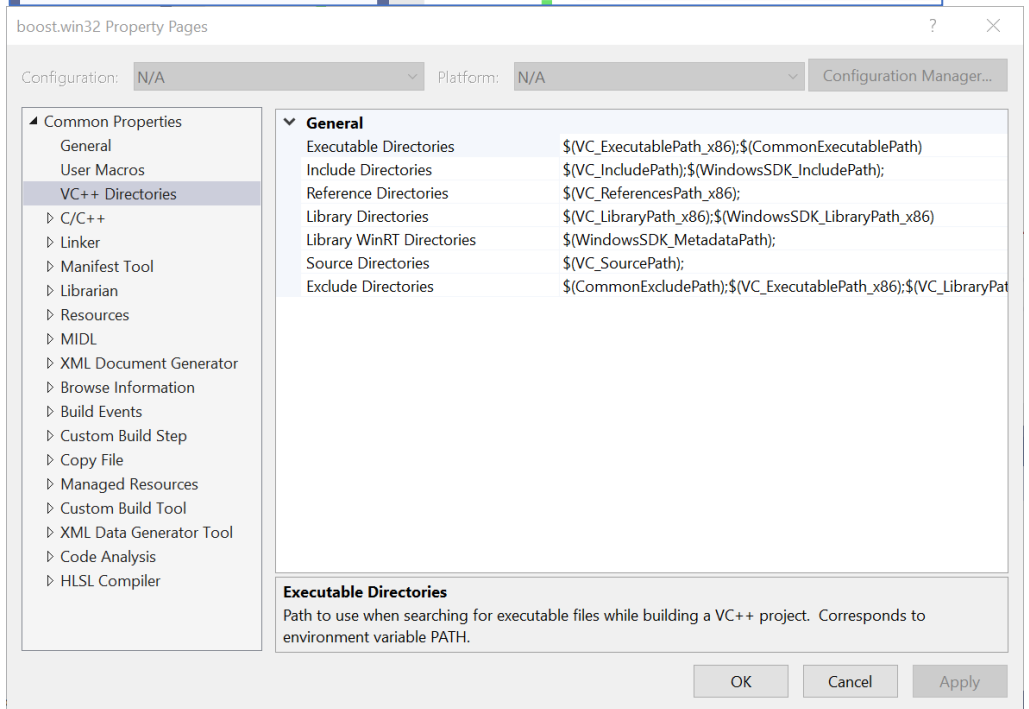 boost.win32 Property Pages
?
Configuration: N/A Platform: N/A Configuration Manager...
Common Properties
General
User Macros
VC++ Directories
C/C++
Linker
Manifest Tool
Librarian
Resources
MIDL
XML Document Generator
Browse Information
Build Events
Custom Build Step
Copy File
Managed Resources
Custom Build Tool
XML Data Generator Tool
Code Analysis
HLSL Compiler
General
Executable Directories $(VC_ExecutablePath_x86);$(CommonExecutablePath)
Include Directories $(VC_IncludePath);$(WindowsSDK_IncludePath);
Reference Directories $(VC_ReferencesPath_x86);
Library Directories $(VC_LibraryPath_x86);$(WindowsSDK_LibraryPath_x86)
Library WinRT Directories $(WindowsSDK_MetadataPath);
Source Directories $(VC_SourcePath);
Exclude Directories $(CommonExcludePath);$(VC_ExecutablePath_x86);$(VC_LibraryPat
Executable Directories
Path to use when searching for executable files while building a VC++ project.  Corresponds to
environment variable PATH.
OK Cancel Apply